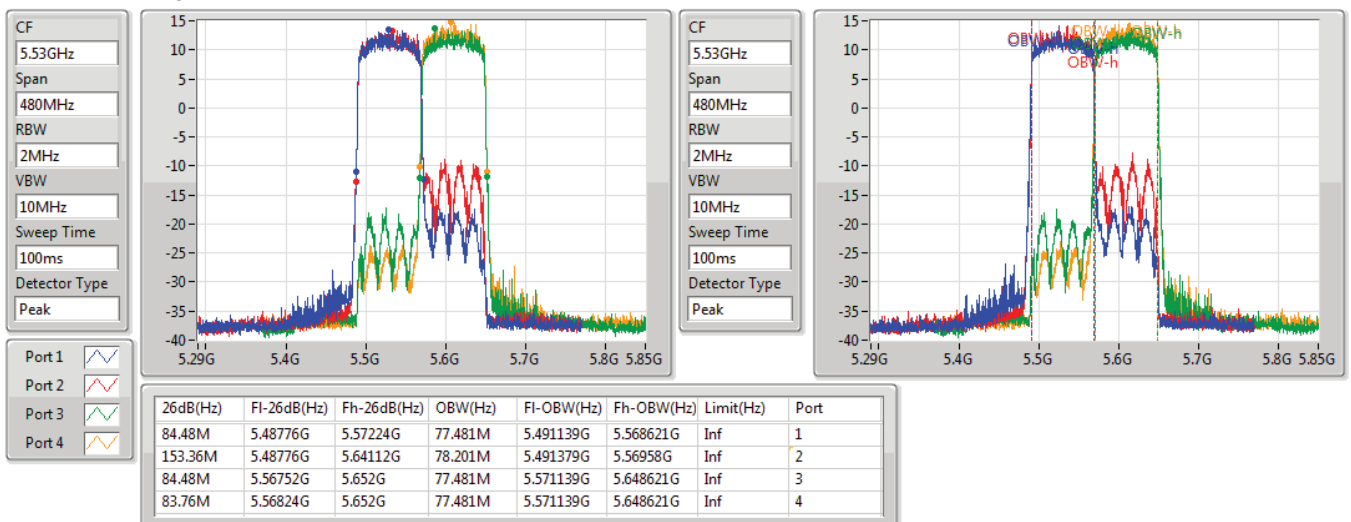 CF
5.53GHz
Span
480MHz
RBW
2MHz
VBW
10MHz
Sweep Time
100ms
Detector Type
Peak
15
10
5
0
-5
-10
-15
-20
-25
-30
-35
-40
5.29G 5.4G 5.5G 5.6G 5.7G 5.8G 5.85G
CF
5.53GHz
Span
480MHz
RBW
2MHz
VBW
10MHz
Sweep Time
100ms
Detector Type
Peak
15
10
5
0
-5
-10
-15
-20
-25
-30
-35
-40
OBW-h
OBW-h
5.29G 5.4G 5.5G 5.6G 5.7G 5.8G 5.85G
Port 1
Port 2
Port 3
Port 4
26dB(Hz) Fl-26dB(Hz) Fh-26dB(Hz) OBW(Hz) Fl-OBW(Hz) Fh-OBW(Hz) Limit(Hz) Port
84.48M 5.48776G 5.57224G 77.481M 5.491139G 5.568621G Inf 1
153.36M 5.48776G 5.64112G 78.201M 5.491379G 5.56958G Inf 2
84.48M 5.56752G 5.652G 77.481M 5.571139G 5.648621G Inf 3
83.76M 5.56824G 5.652G 77.481M 5.571139G 5.648621G Inf 4